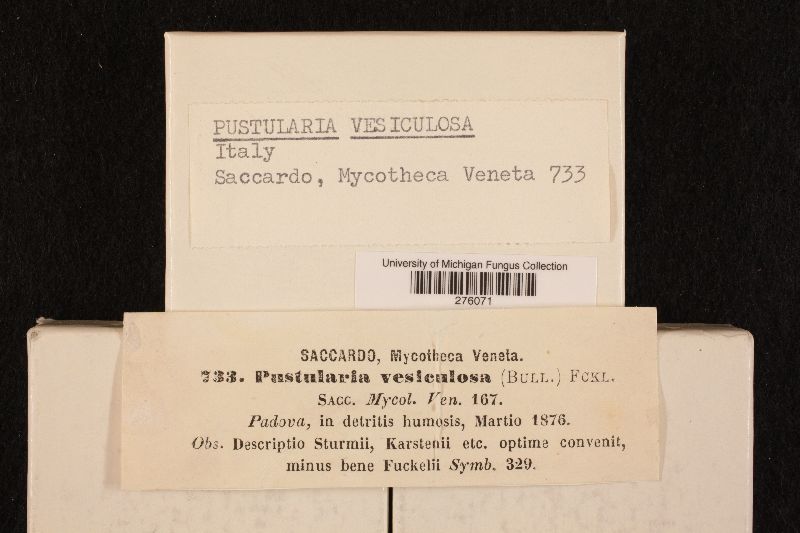 PUSTULARIA VESICULOSA
Italy
Saccardo, Mycotheca Veneta 733
University of Michigan Fungus Collection
276071
SACCARDO, Mycotheca Veneta.
733. Pustularia vesiculosa (BULL.) FCKL.
SACC. Mycol. Ven. 167.
Padova, in detritis humosis, Martio 1876.
Obs. Descriptio Sturmii, Karstenii etc. optime convenit,
minus bene Fuckelii Symb. 329.